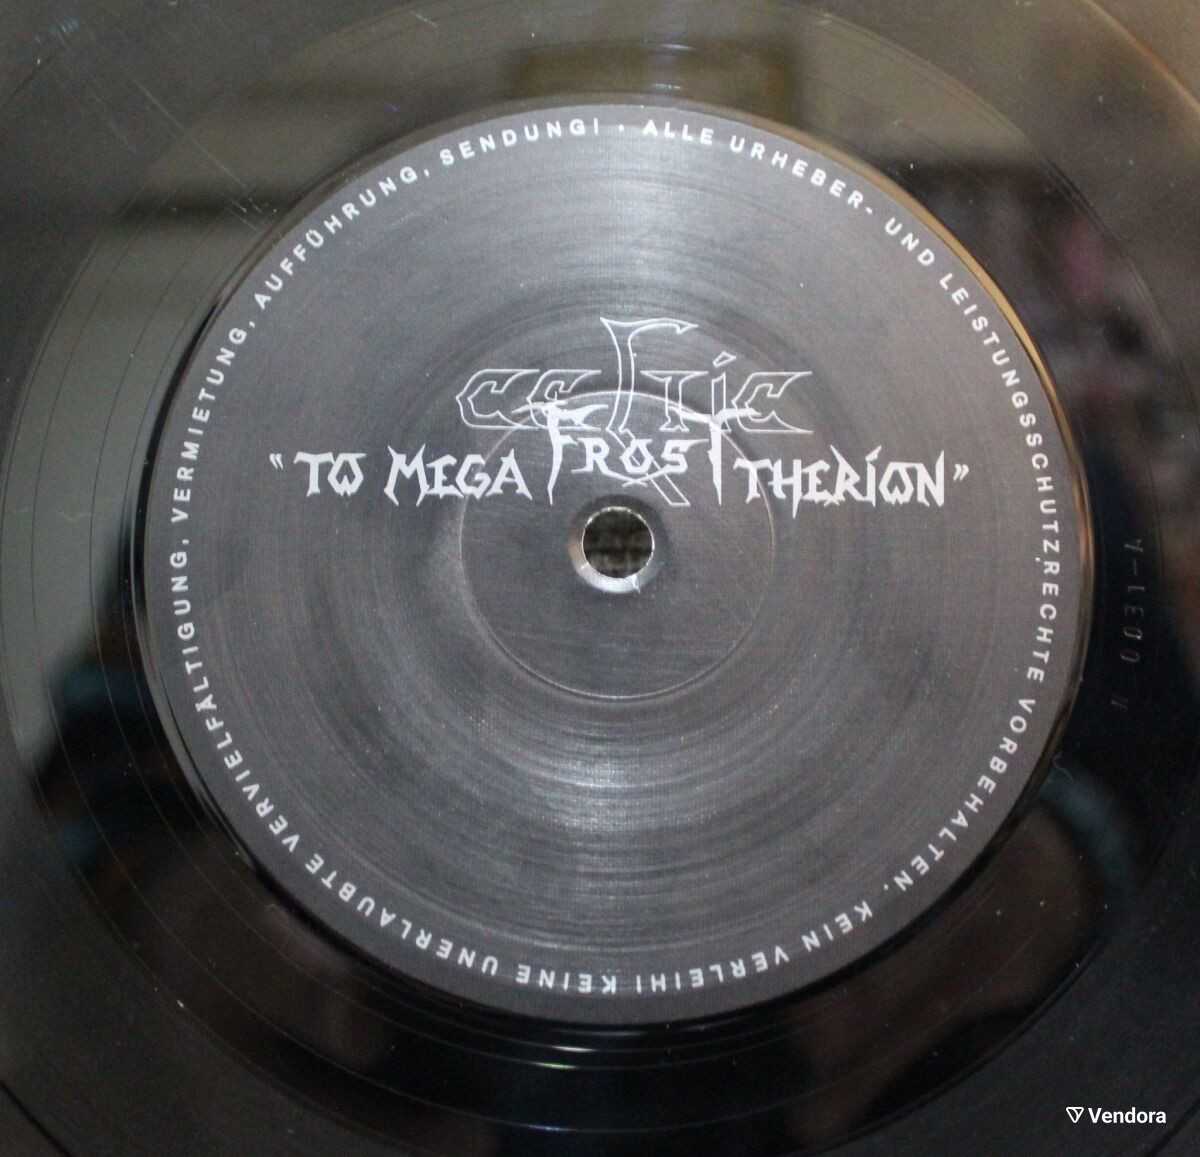 ALLE URHEBER- UND LEISTUNGSSCHUTZRECHTE VORBEHALTEN. KEIN VERLEIH! KEINE UNERLAUBTE VERVIELFÄLTIGUNG, VERMIETUNG, AUFFÜHRUNG, SENDUNG! •
CELTIC
FROST
"TO MEGA THERION"
Vendora